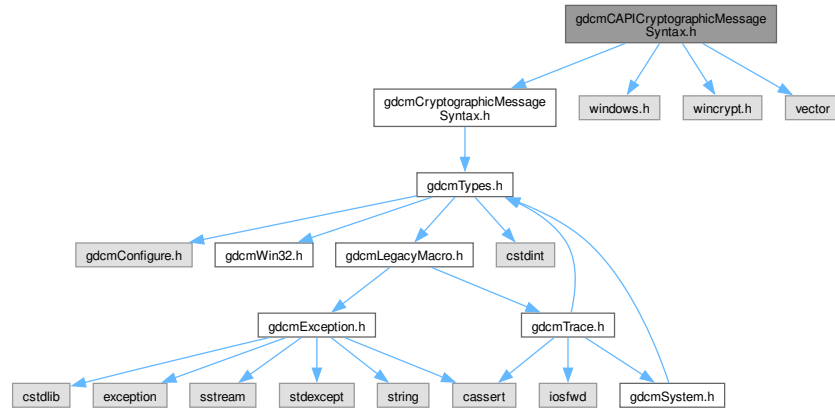 gdcmCAPICryptographicMessage
Syntax.h
gdcmCryptographicMessage
Syntax.h
windows.h
wincrypt.h
vector
gdcmTypes.h
gdcmConfigure.h
gdcmWin32.h
gdcmLegacyMacro.h
cstdint
gdcmException.h
gdcmTrace.h
cstdlib
exception
sstream
stdexcept
string
cassert
iosfwd
gdcmSystem.h